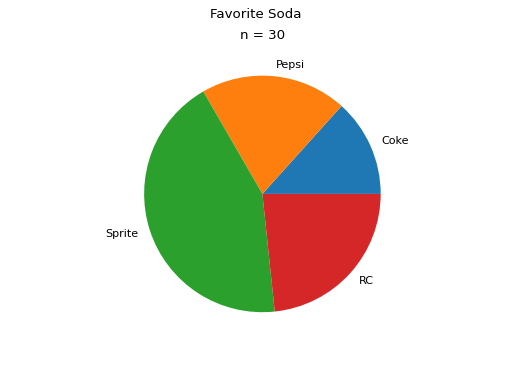 Favorite Soda
n = 30
Pepsi
Coke
Sprite
RC